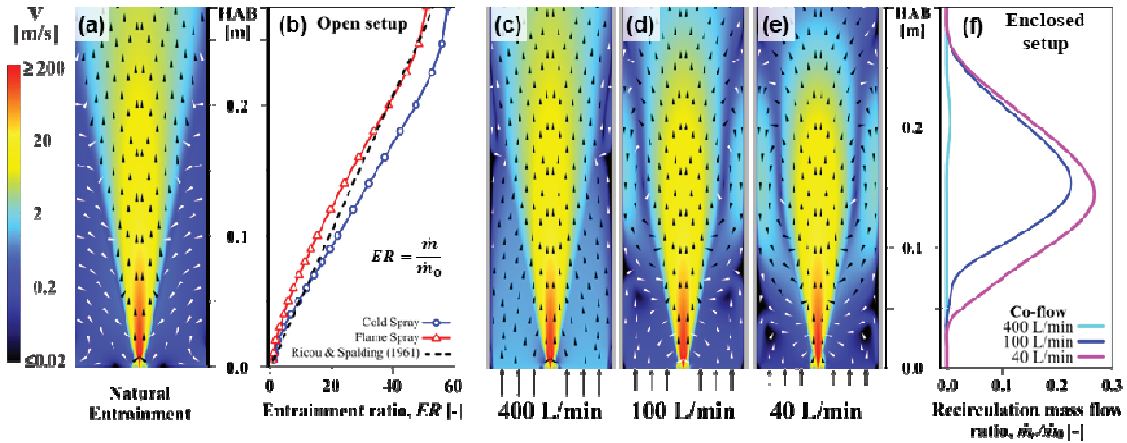 V
[m/s]
≥200
20
2
0.2
≤0.02
(a)
Natural
Entrainment
HAB
[m]
0.2
0.1
0.0
(b) Open setup
ER = ṁ / ṁ₀
Cold Spray
Flame Spray
Ricou & Spalding (1961)
0 20 40 60
Entrainment ratio, ER [-]
(c)
400 L/min
(d)
100 L/min
(e)
40 L/min
HAB
[m]
0.2
0.1
0.0
(f) Enclosed
setup
Co-flow
400 L/min
100 L/min
40 L/min
0.0 0.1 0.2 0.3
Recirculation mass flow
ratio, ṁᵣ/ṁ₀ [-]